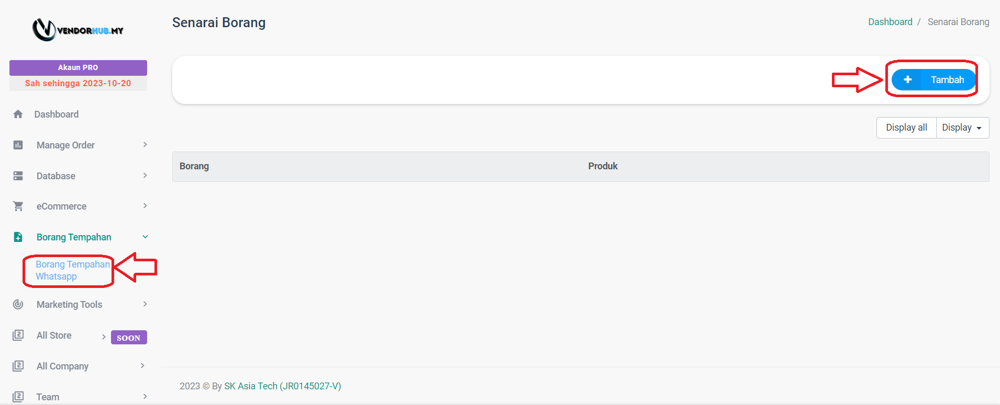 VENDORHUB.MY
Akaun PRO
Sah sehingga 2023-10-20
Dashboard
Manage Order
Database
eCommerce
Borang Tempahan
Borang Tempahan
Whatsapp
Marketing Tools
All Store
SOON
All Company
Team
Senarai Borang
Dashboard / Senarai Borang
Tambah
Display all
Display
Borang
Produk
2023 © By SK Asia Tech (JR0145027-V)